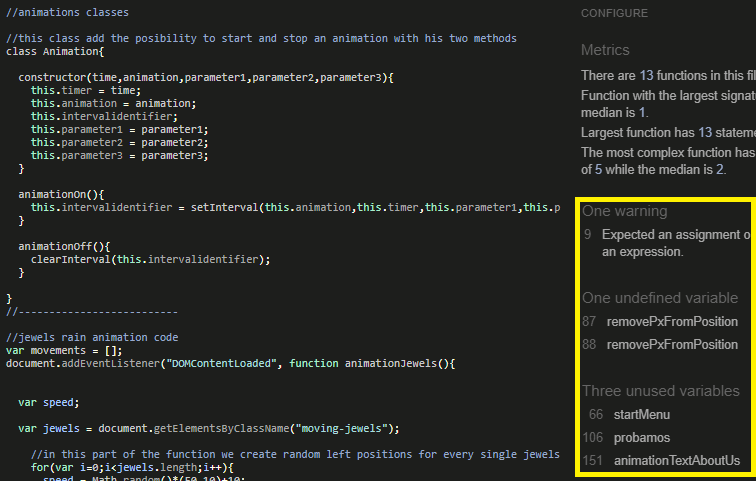 //animations classes
//this class add the posibility to start and stop an animation with his two methods
class Animation{
constructor(time,animation,parameter1,parameter2,parameter3){
this.timer = time;
this.animation = animation;
this.intervalidentifier;
this.parameter1 = parameter1;
this.parameter2 = parameter2;
this.parameter3 = parameter3;
}
animationOn(){
this.intervalidentifier = setInterval(this.animation,this.timer,this.parameter1,this.p
}
animationOff(){
clearInterval(this.intervalidentifier);
}
}
//--------------------------
//jewels rain animation code
var movements = [];
document.addEventListener("DOMContentLoaded", function animationJewels(){
var speed;
var jewels = document.getElementsByClassName("moving-jewels");
//in this part of the function we create random left positions for every single jewels
for(var i=0;i<jewels.length;i++){
speed = Math.random()*(50-10)+10;
CONFIGURE
Metrics
There are 13 functions in this fil
Function with the largest signatu
median is 1.
Largest function has 13 stateme
The most complex function has
of 5 while the median is 2.
One warning
9 Expected an assignment o
an expression.
One undefined variable
87 removePxFromPosition
88 removePxFromPosition
Three unused variables
66 startMenu
106 probamos
151 animationTextAboutUs